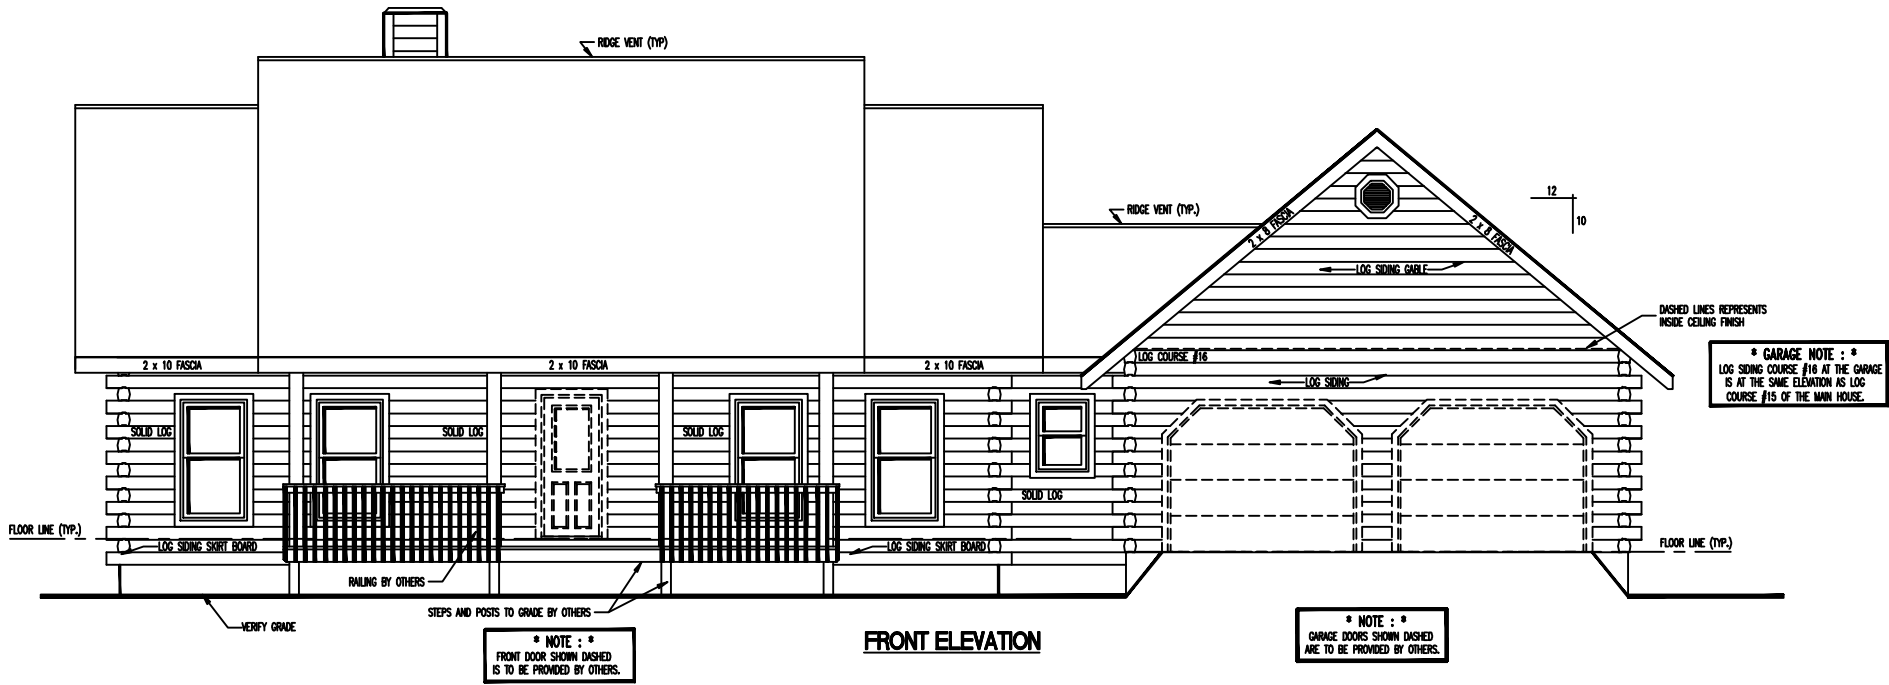 RIDGE VENT (TYP)
12
10
RIDGE VENT (TYP.)
2 x 8 FASCIA
2 x 8 FASCIA
LOG SIDING GABLE
DASHED LINES REPRESENTS
INSIDE CEILING FINISH
LOG COURSE #16
* GARAGE NOTE : *
LOG SIDING COURSE #16 AT THE GARAGE
IS AT THE SAME ELEVATION AS LOG
COURSE #15 OF THE MAIN HOUSE.
2 x 10 FASCIA
2 x 10 FASCIA
2 x 10 FASCIA
LOG SIDING
SOLID LOG
SOLID LOG
SOLID LOG
SOLID LOG
FLOOR LINE (TYP.)
LOG SIDING SKIRT BOARD
LOG SIDING SKIRT BOARD
FLOOR LINE (TYP.)
RAILING BY OTHERS
STEPS AND POSTS TO GRADE BY OTHERS
VERIFY GRADE
* NOTE : *
FRONT DOOR SHOWN DASHED
IS TO BE PROVIDED BY OTHERS.
FRONT ELEVATION
* NOTE : *
GARAGE DOORS SHOWN DASHED
ARE TO BE PROVIDED BY OTHERS.